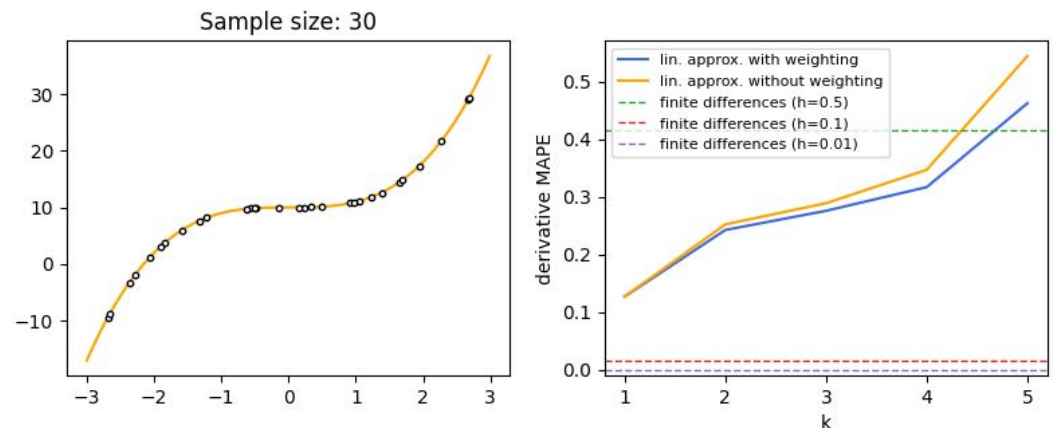 Sample size: 30
30
20
10
0
−10
−3 −2 −1 0 1 2 3
lin. approx. with weighting
lin. approx. without weighting
finite differences (h=0.5)
finite differences (h=0.1)
finite differences (h=0.01)
derivative MAPE
0.5
0.4
0.3
0.2
0.1
0.0
1 2 3 4 5
k